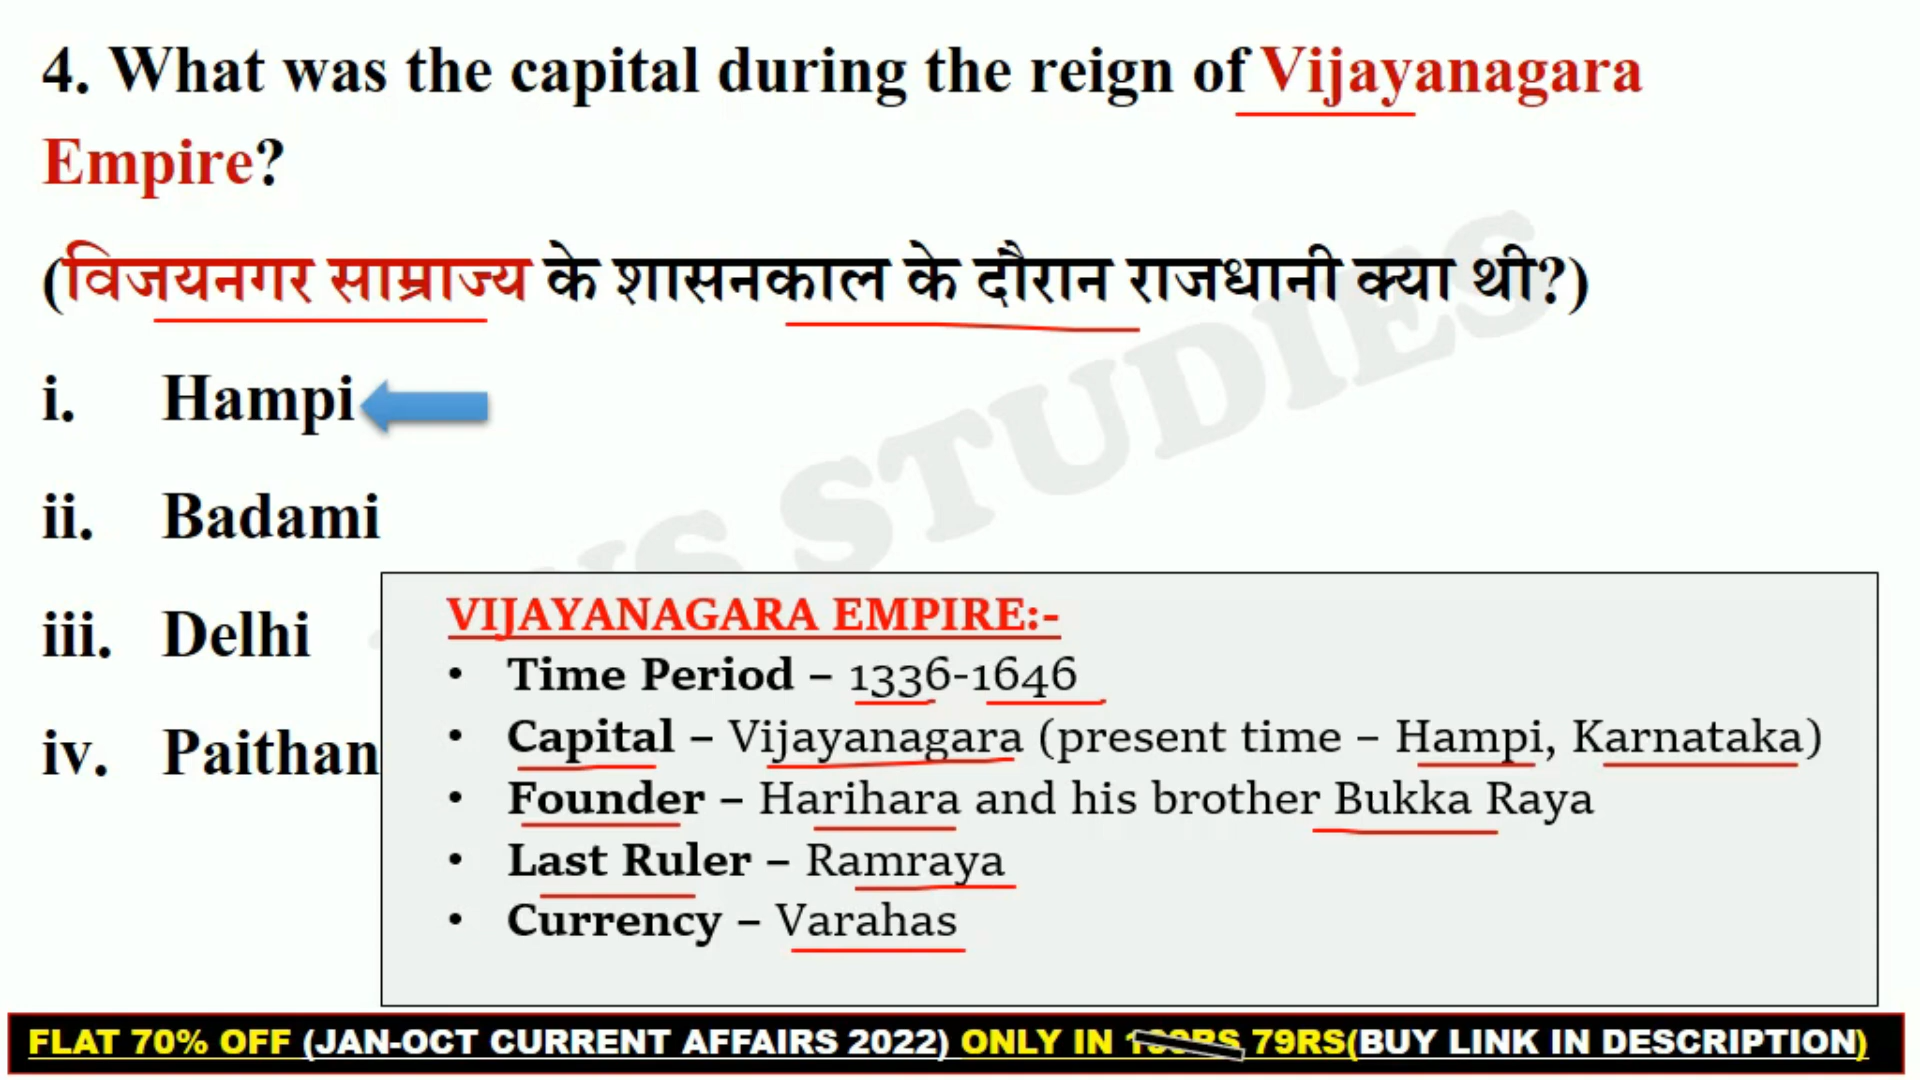 4. What was the capital during the reign of Vijayanagara
Empire?
(विजयनगर साम्राज्य के शासनकाल के दौरान राजधानी क्या थी?)
i. Hampi
ii. Badami
iii. Delhi
iv. Paithan
STUDIES
VIJAYANAGARA EMPIRE:-
• Time Period – 1336-1646
• Capital – Vijayanagara (present time – Hampi, Karnataka)
• Founder – Harihara and his brother Bukka Raya
• Last Ruler – Ramraya
• Currency – Varahas
FLAT 70% OFF (JAN-OCT CURRENT AFFAIRS 2022) ONLY IN 79RS(BUY LINK IN DESCRIPTION)